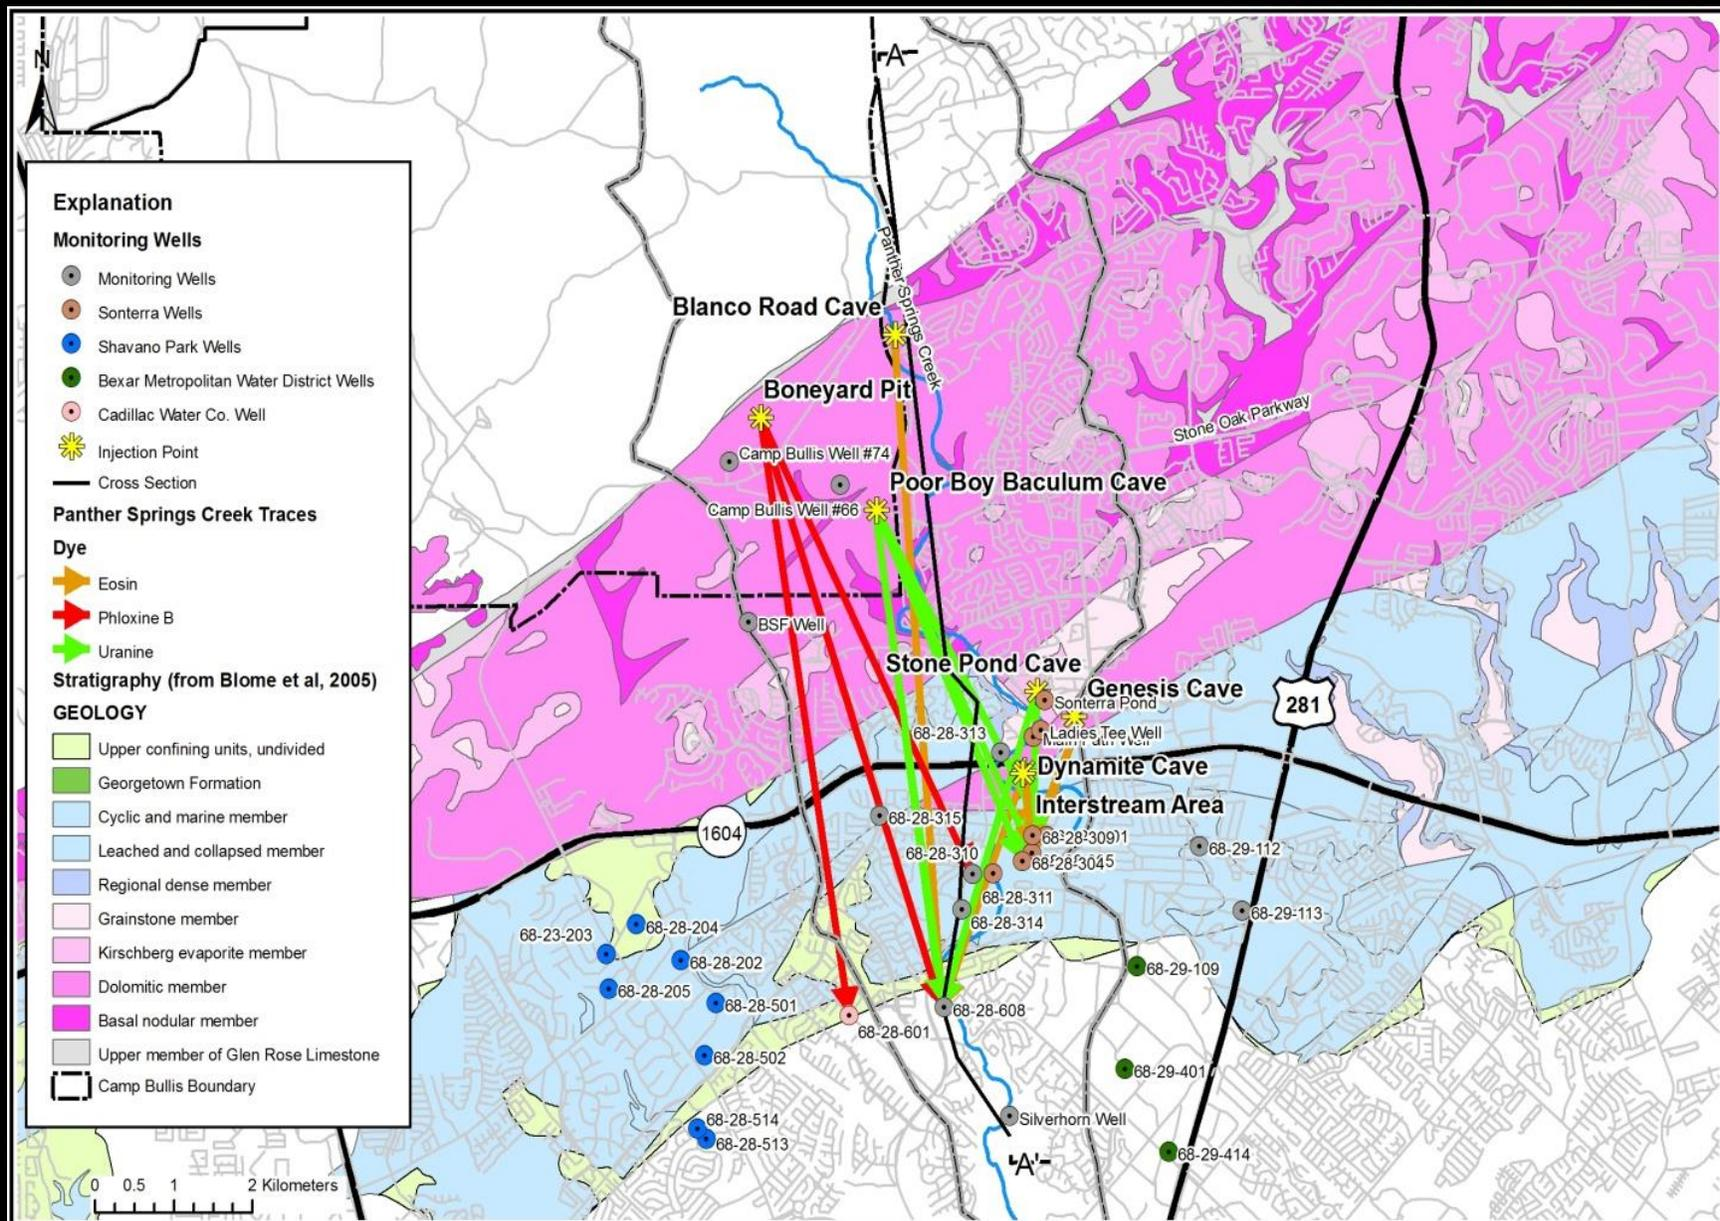 N
A
Explanation
Monitoring Wells
Monitoring Wells
Sonterra Wells
Shavano Park Wells
Bexar Metropolitan Water District Wells
Cadillac Water Co. Well
Injection Point
Cross Section
Panther Springs Creek Traces
Dye
Eosin
Phloxine B
Uranine
Stratigraphy (from Blome et al, 2005)
GEOLOGY
Upper confining units, undivided
Georgetown Formation
Cyclic and marine member
Leached and collapsed member
Regional dense member
Grainstone member
Kirschberg evaporite member
Dolomitic member
Basal nodular member
Upper member of Glen Rose Limestone
Camp Bullis Boundary
0 0.5 1 2 Kilometers
Panther Springs Creek
Blanco Road Cave
Boneyard Pit
Stone Oak Parkway
Camp Bullis Well #74
Poor Boy Baculum Cave
Camp Bullis Well #66
BSF Well
Stone Pond Cave
Genesis Cave
Sonterra Pond
281
68-28-313
Ladies Tee Well
Well
Dynamite Cave
Interstream Area
1604
68-28-315
68-28-309
68-28-310
68-28-304
68-29-112
68-28-311
68-29-113
68-28-314
68-28-204
68-23-203
68-28-202
68-29-109
68-28-205
68-28-501
68-28-608
68-28-601
68-28-502
68-29-401
68-28-514
Silverhorn Well
68-28-513
68-29-414
'A'